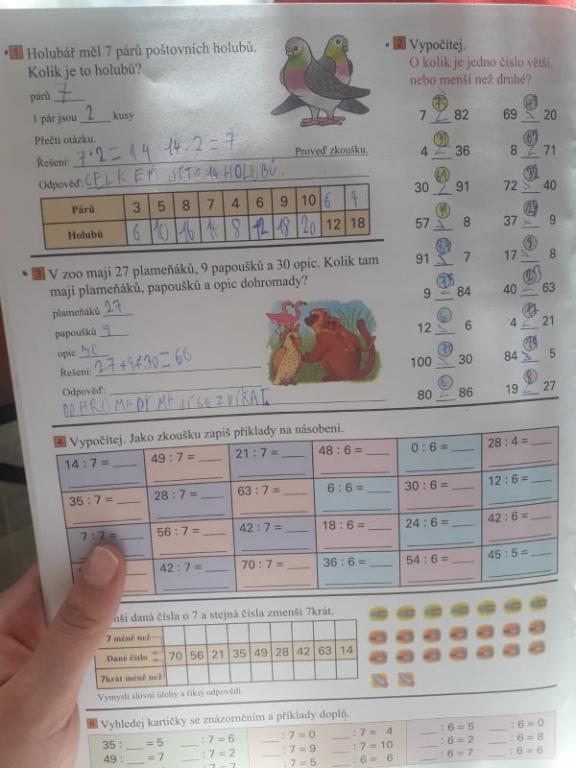 1 Holubář měl 7 párů poštovních holubů.
Kolik je to holubů?
párů 7
1 pár jsou 2 kusy
Přečti otázku.
Řešení: 7·2=14 14·2=7 Proveď zkoušku.
Odpověď: CELKEM 14 HOLUBŮ.
Párů 3 5 8 7 4 6 9 10 6 9
Holubů 6 10 16 14 8 12 18 20 12 18
2 Vypočítej.
O kolik je jedno číslo větší,
nebo menší než druhé?
7 82 69 20
4 36 8 71
30 91 72 40
57 8 37 9
91 7 17 8
9 84 40 63
12 6 4 21
100 30 84 5
80 86 19 27
3 V zoo mají 27 plameňáků, 9 papoušků a 30 opic. Kolik tam
mají plameňáků, papoušků a opic dohromady?
plameňáků 27
papoušků 9
opic
Řešení: 27+9+30=66
Odpověď:
DOHROMADY MAJÍ 66 ZVÍŘAT
4 Vypočítej. Jako zkoušku zapiš příklady na násobení.
14 : 7 = 49 : 7 = 21 : 7 = 48 : 6 = 0 : 6 = 28 : 4 =
35 : 7 = 28 : 7 = 63 : 7 = 6 : 6 = 30 : 6 = 12 : 6 =
7 : 7 = 56 : 7 = 42 : 7 = 18 : 6 = 24 : 6 = 42 : 6 =
42 : 7 = 70 : 7 = 36 : 6 = 54 : 6 = 45 : 5 =
daná čísla o 7 a stejná čísla zmenši 7krát.
7 méně než
Dané číslo 70 56 21 35 49 28 42 63 14
7krát méně než
Vymysli slovní úlohy a říkej odpovědi.
6 Vyhledej kartičky se znázorněním a příklady doplň.
35 : = 5 : 7 = 6 : 7 = 0 : 7 = 4 : 6 = 5 : 6 = 0
49 : = 7 : 7 = 2 : 7 = 9 : 7 = 10 : 6 = 2 : 6 = 8
: 7 = 5 : 6 = 6 : 6 = 7 : 6 = 6